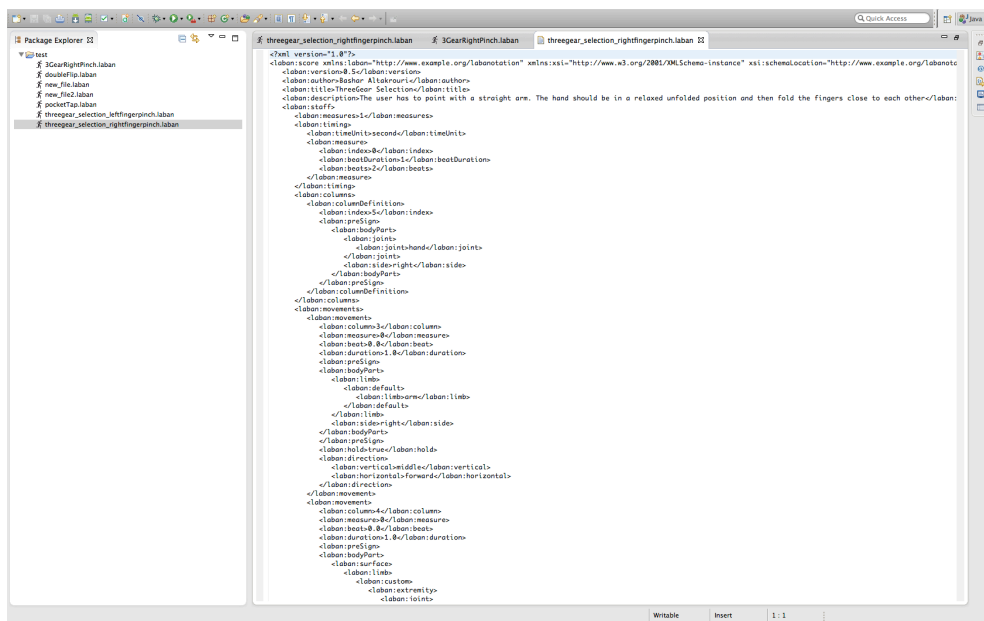 Quick Access
Java
Package Explorer
test
3GearRightPinch.laban
doubleFlip.laban
new_file.laban
new_file2.laban
pocketTap.laban
threegear_selection_leftfingerpinch.laban
threegear_selection_rightfingerpinch.laban
threegear_selection_rightfingerpinch.laban
3GearRightPinch.laban
threegear_selection_rightfingerpinch.laban
<?xml version="1.0"?>
<laban:score xmlns:laban="http://www.example.org/labanotation" xmlns:xsi="http://www.w3.org/2001/XMLSchema-instance" xsi:schemaLocation="http://www.example.org/labanota
<laban:version>0.5</laban:version>
<laban:author>Bashar Altakrouri</laban:author>
<laban:title>ThreeGear Selection</laban:title>
<laban:description>The user has to point with a straight arm. The hand should be in a relaxed unfolded position and then fold the fingers close to each other</laban:
<laban:staff>
<laban:measures>1</laban:measures>
<laban:timing>
<laban:timeUnit>second</laban:timeUnit>
<laban:measure>
<laban:index>0</laban:index>
<laban:beatDuration>1</laban:beatDuration>
<laban:beats>2</laban:beats>
</laban:measure>
</laban:timing>
<laban:columns>
<laban:columnDefinition>
<laban:index>5</laban:index>
<laban:preSign>
<laban:bodyPart>
<laban:joint>
<laban:joint>hand</laban:joint>
</laban:joint>
<laban:side>right</laban:side>
</laban:bodyPart>
</laban:preSign>
</laban:columnDefinition>
</laban:columns>
<laban:movements>
<laban:movement>
<laban:column>3</laban:column>
<laban:measure>0</laban:measure>
<laban:beat>0.0</laban:beat>
<laban:duration>1.0</laban:duration>
<laban:preSign>
<laban:bodyPart>
<laban:limb>
<laban:default>
<laban:limb>arm</laban:limb>
</laban:default>
</laban:limb>
<laban:side>right</laban:side>
</laban:bodyPart>
</laban:preSign>
<laban:hold>true</laban:hold>
<laban:direction>
<laban:vertical>middle</laban:vertical>
<laban:horizontal>forward</laban:horizontal>
</laban:direction>
</laban:movement>
<laban:movement>
<laban:column>4</laban:column>
<laban:measure>0</laban:measure>
<laban:beat>0.0</laban:beat>
<laban:duration>1.0</laban:duration>
<laban:preSign>
<laban:bodyPart>
<laban:surface>
<laban:limb>
<laban:custom>
<laban:extremity>
<laban:joint>
Writable
Insert
1 : 1